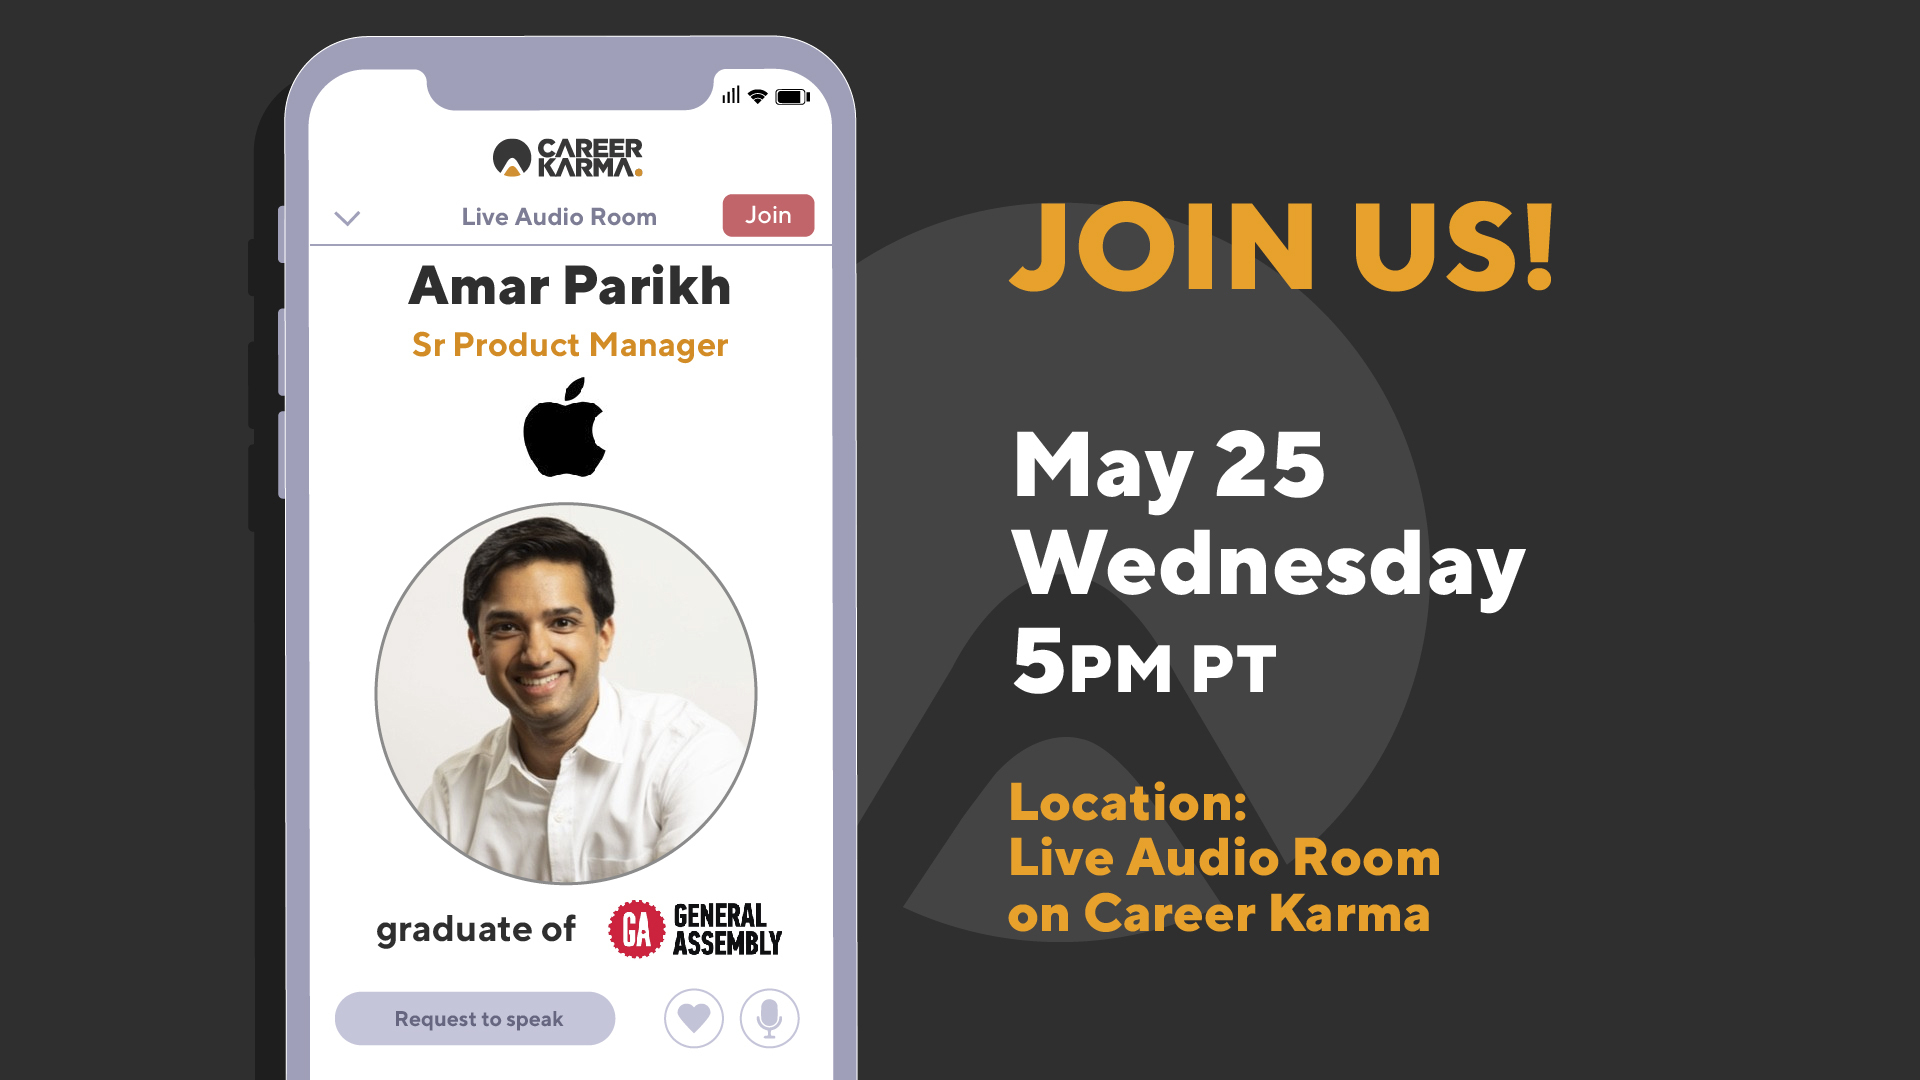 CAREER
KARMA.
Live Audio Room
Join
Amar Parikh
Sr Product Manager
graduate of
GA
GENERAL
ASSEMBLY
Request to speak
JOIN US!
May 25
Wednesday
5PM PT
Location:
Live Audio Room
on Career Karma